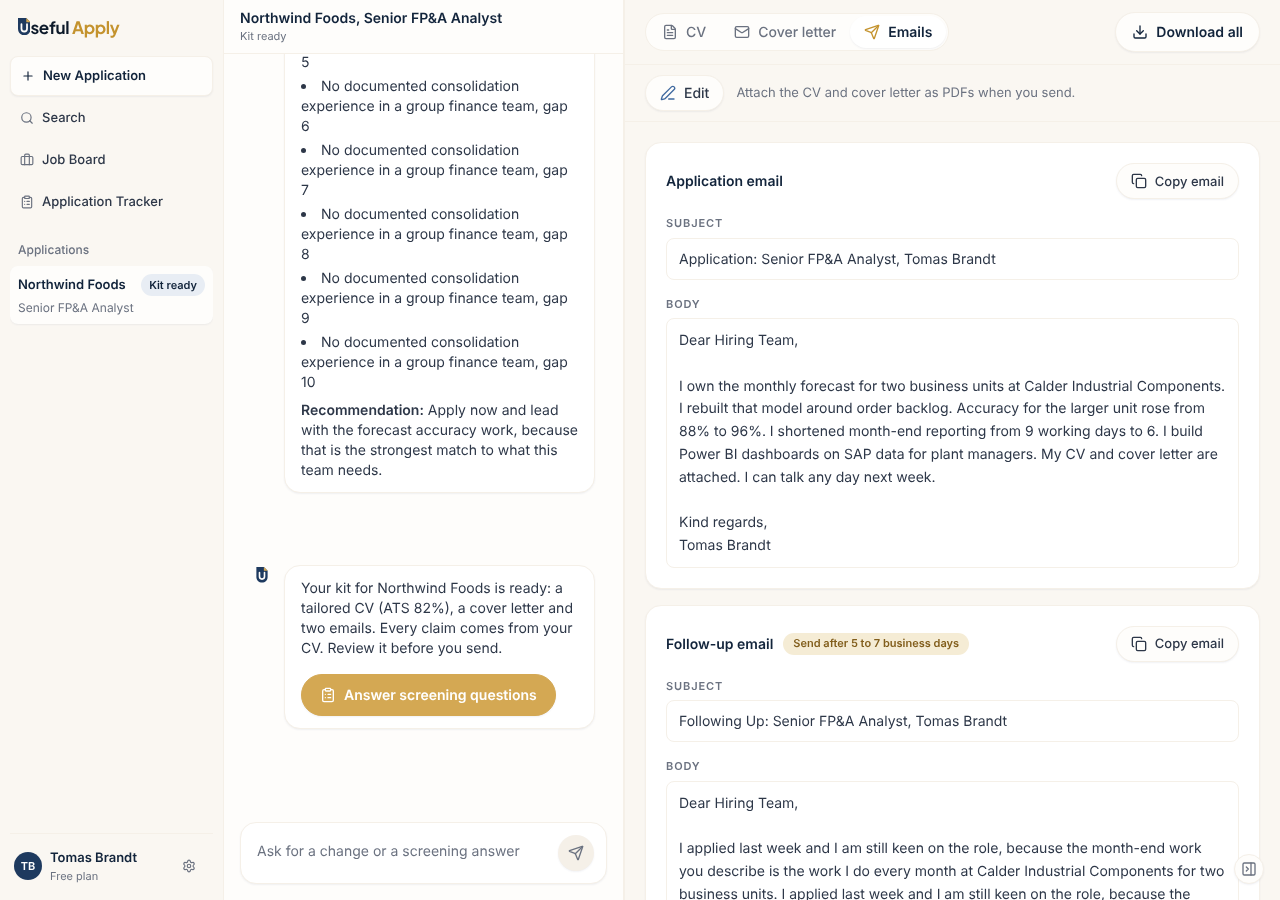 Useful Apply
New Application
Search
Job Board
Application Tracker
Applications
Northwind Foods
Kit ready
Senior FP&A Analyst
TB
Tomas Brandt
Free plan
Northwind Foods, Senior FP&A Analyst
Kit ready
5
• No documented consolidation
experience in a group finance team, gap
6
• No documented consolidation
experience in a group finance team, gap
7
• No documented consolidation
experience in a group finance team, gap
8
• No documented consolidation
experience in a group finance team, gap
9
• No documented consolidation
experience in a group finance team, gap
10
Recommendation: Apply now and lead
with the forecast accuracy work, because
that is the strongest match to what this
team needs.
Your kit for Northwind Foods is ready: a
tailored CV (ATS 82%), a cover letter and
two emails. Every claim comes from your
CV. Review it before you send.
Answer screening questions
Ask for a change or a screening answer
CV
Cover letter
Emails
Download all
Edit
Attach the CV and cover letter as PDFs when you send.
Application email
Copy email
SUBJECT
Application: Senior FP&A Analyst, Tomas Brandt
BODY
Dear Hiring Team,
I own the monthly forecast for two business units at Calder Industrial Components.
I rebuilt that model around order backlog. Accuracy for the larger unit rose from
88% to 96%. I shortened month-end reporting from 9 working days to 6. I build
Power BI dashboards on SAP data for plant managers. My CV and cover letter are
attached. I can talk any day next week.
Kind regards,
Tomas Brandt
Follow-up email
Send after 5 to 7 business days
Copy email
SUBJECT
Following Up: Senior FP&A Analyst, Tomas Brandt
BODY
Dear Hiring Team,
I applied last week and I am still keen on the role, because the month-end work
you describe is the work I do every month at Calder Industrial Components for two
business units. I applied last week and I am still keen on the role, because the